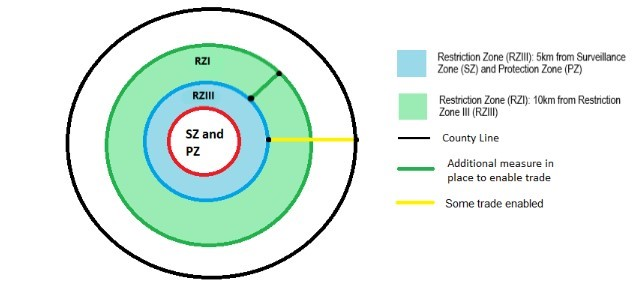 RZI
RZIII
SZ and
PZ
Restriction Zone (RZIII): 5km from Surveillance
Zone (SZ) and Protection Zone (PZ)
Restriction Zone (RZI): 10km from Restriction
Zone III (RZIII)
County Line
Additional measure in
place to enable trade
Some trade enabled